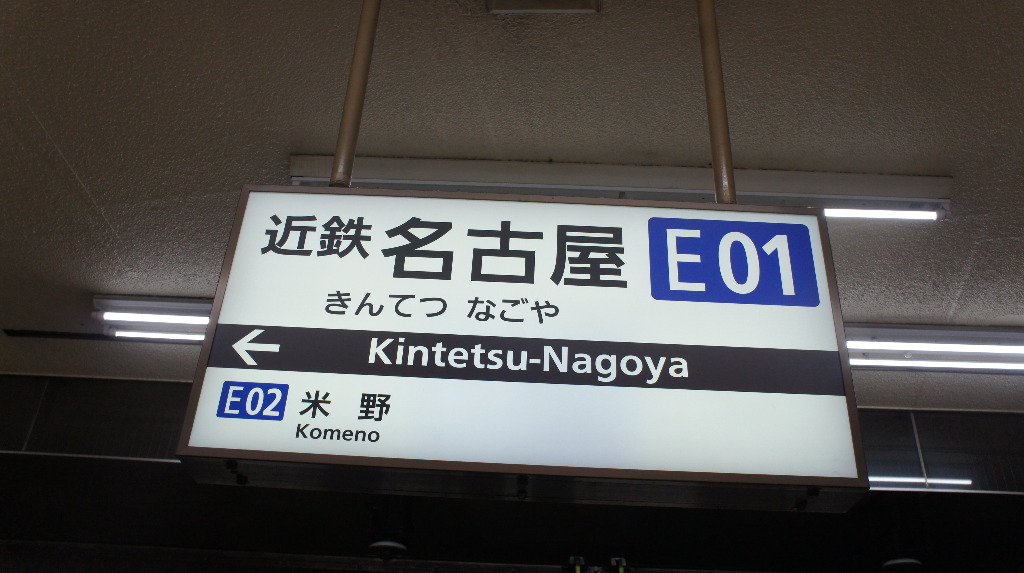 近鉄名古屋 E01
きんてつ なごや
← Kintetsu-Nagoya
E02 米野
Komeno